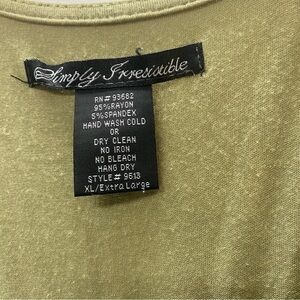 Simply Irresistible
RN# 93682
95%RAYON
5%SPANDEX
HAND WASH COLD
OR
DRY CLEAN
NO IRON
NO BLEACH
HANG DRY
STYLE# 9613
XL/Extra Large